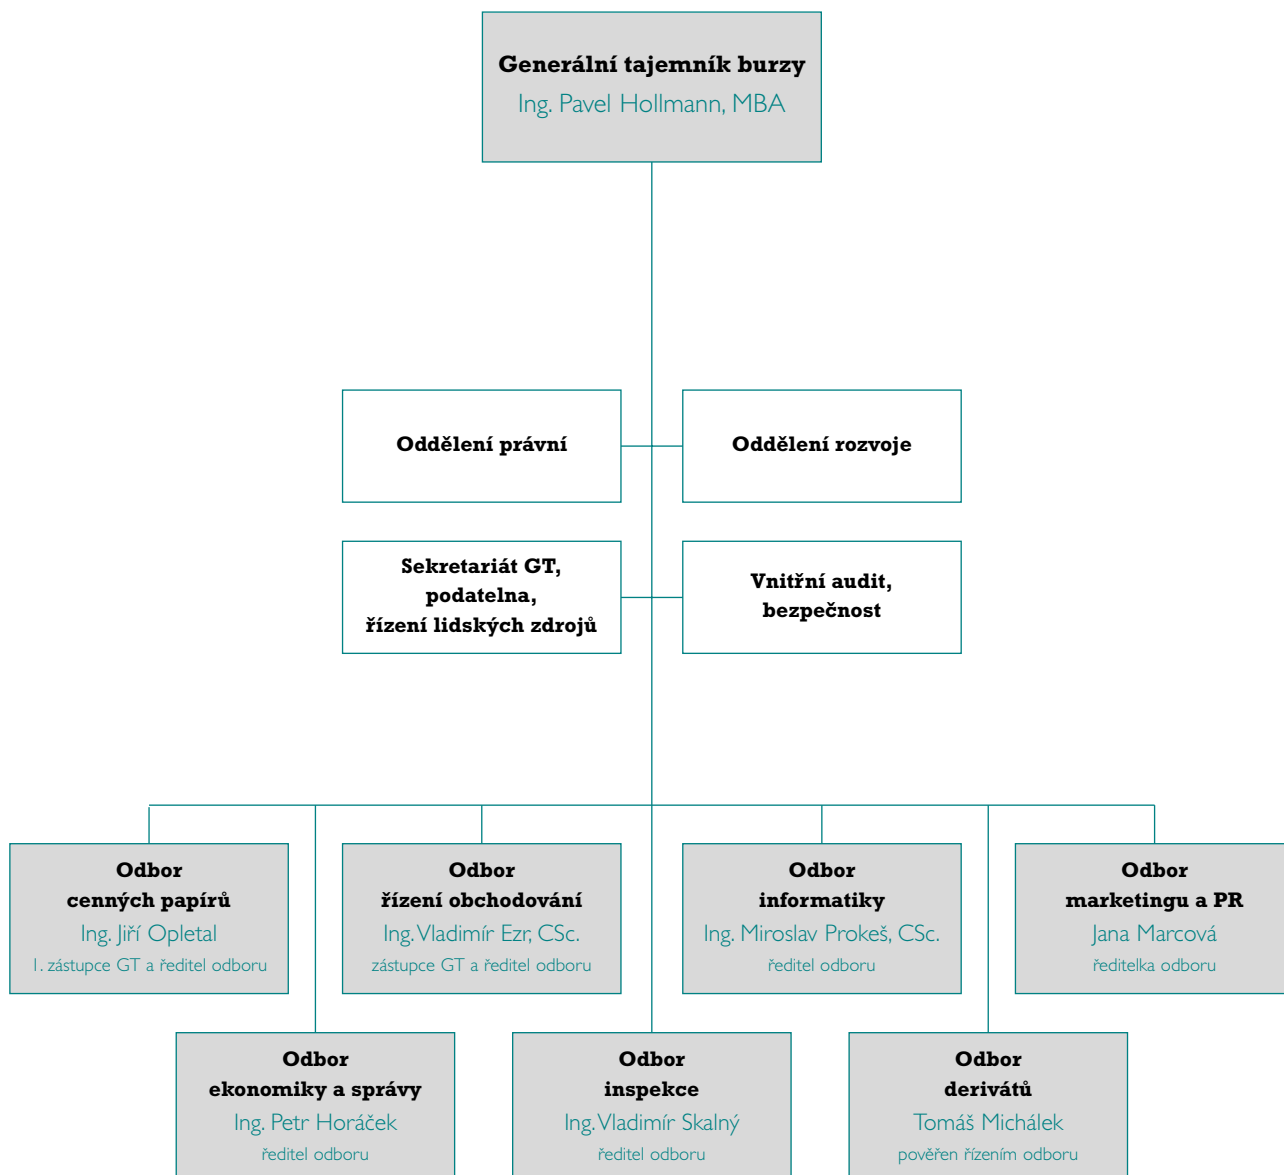 Generální tajemník burzy
Ing. Pavel Hollmann, MBA
Oddělení právní
Oddělení rozvoje
Sekretariát GT,
podatelna,
řízení lidských zdrojů
Vnitřní audit,
bezpečnost
Odbor
cenných papírů
Ing. Jiří Opletal
1. zástupce GT a ředitel odboru
Odbor
řízení obchodování
Ing. Vladimír Ezr, CSc.
zástupce GT a ředitel odboru
Odbor
informatiky
Ing. Miroslav Prokeš, CSc.
ředitel odboru
Odbor
marketingu a PR
Jana Marcová
ředitelka odboru
Odbor
ekonomiky a správy
Ing. Petr Horáček
ředitel odboru
Odbor
inspekce
Ing. Vladimír Skalný
ředitel odboru
Odbor
derivátů
Tomáš Michálek
pověřen řízením odboru